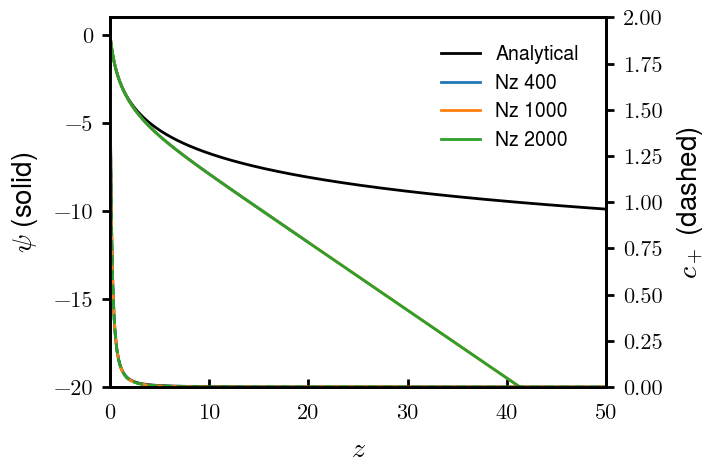 Analytical
Nz 400
Nz 1000
Nz 2000
ψ (solid)
0
−5
−10
−15
−20
2.00
1.75
1.50
1.25
1.00
0.75
0.50
0.25
0.00
c₊ (dashed)
0 10 20 30 40 50
z